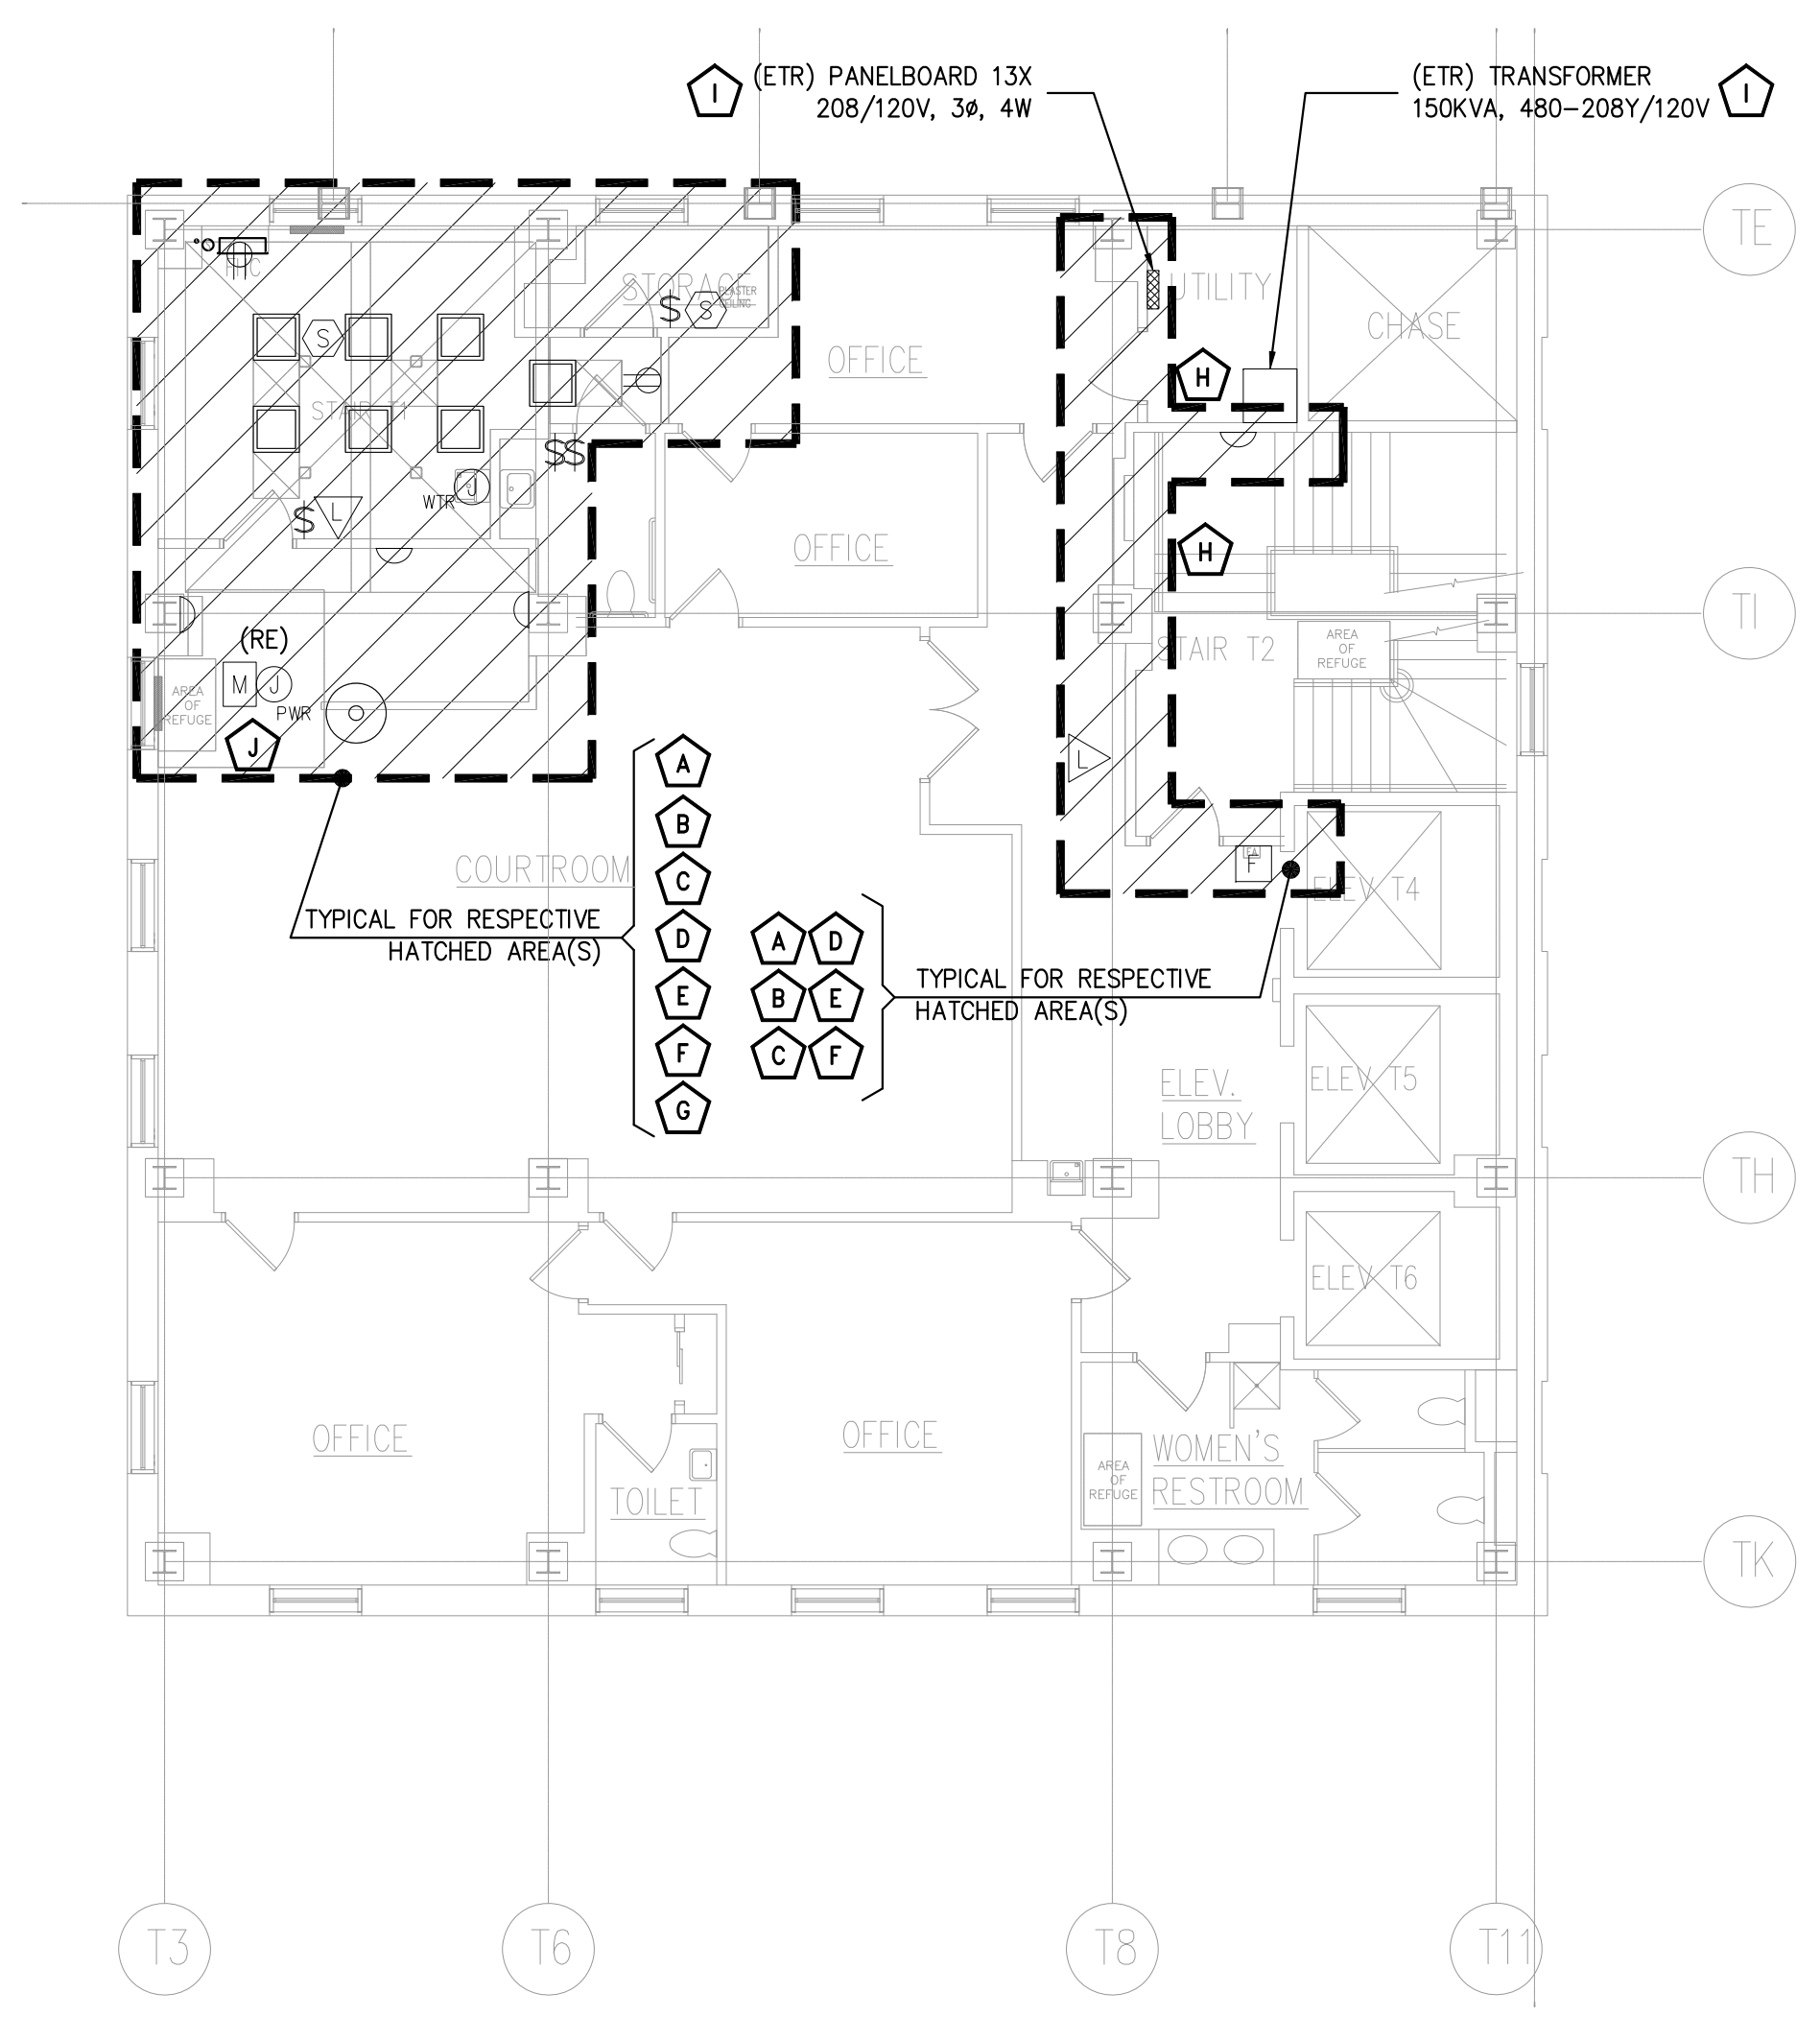 I
(ETR) PANELBOARD 13X
208/120V, 3ø, 4W
(ETR) TRANSFORMER
150KVA, 480-208Y/120V
I
TE
FHC
STORAGE
PLASTER
CEILING
$
S
UTILITY
CHASE
OFFICE
S
H
STAIR T1
$$
J
WTR
$
L
OFFICE
H
TI
(RE)
STAIR T2
AREA
OF
REFUGE
M
J
AREA
OF
REFUGE
PWR
J
L
A
B
C
D
E
F
G
COURTROOM
FA
F
ELEV T4
TYPICAL FOR RESPECTIVE
HATCHED AREA(S)
A
D
B
E
C
F
TYPICAL FOR RESPECTIVE
HATCHED AREA(S)
ELEV.
LOBBY
ELEV T5
TH
ELEV T6
OFFICE
OFFICE
TOILET
WOMEN'S
RESTROOM
AREA
OF
REFUGE
TK
T3
T6
T8
T11